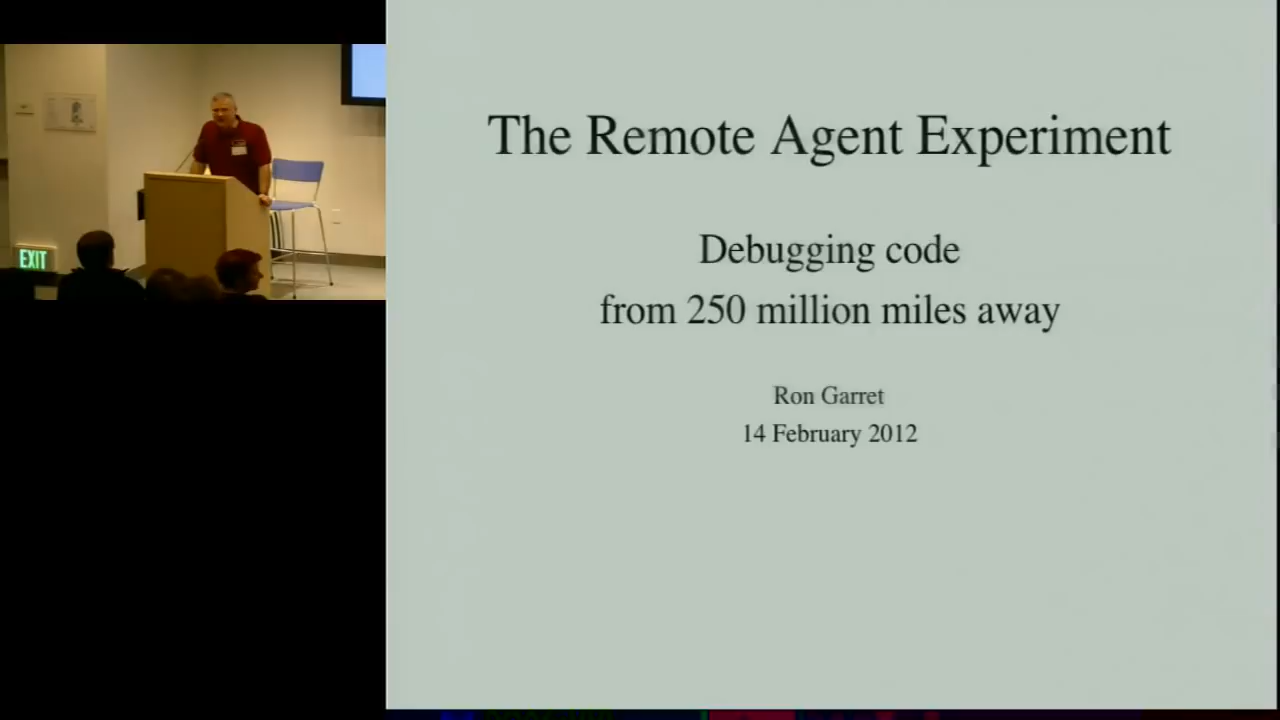 The Remote Agent Experiment
Debugging code
from 250 million miles away
Ron Garret
14 February 2012
EXIT